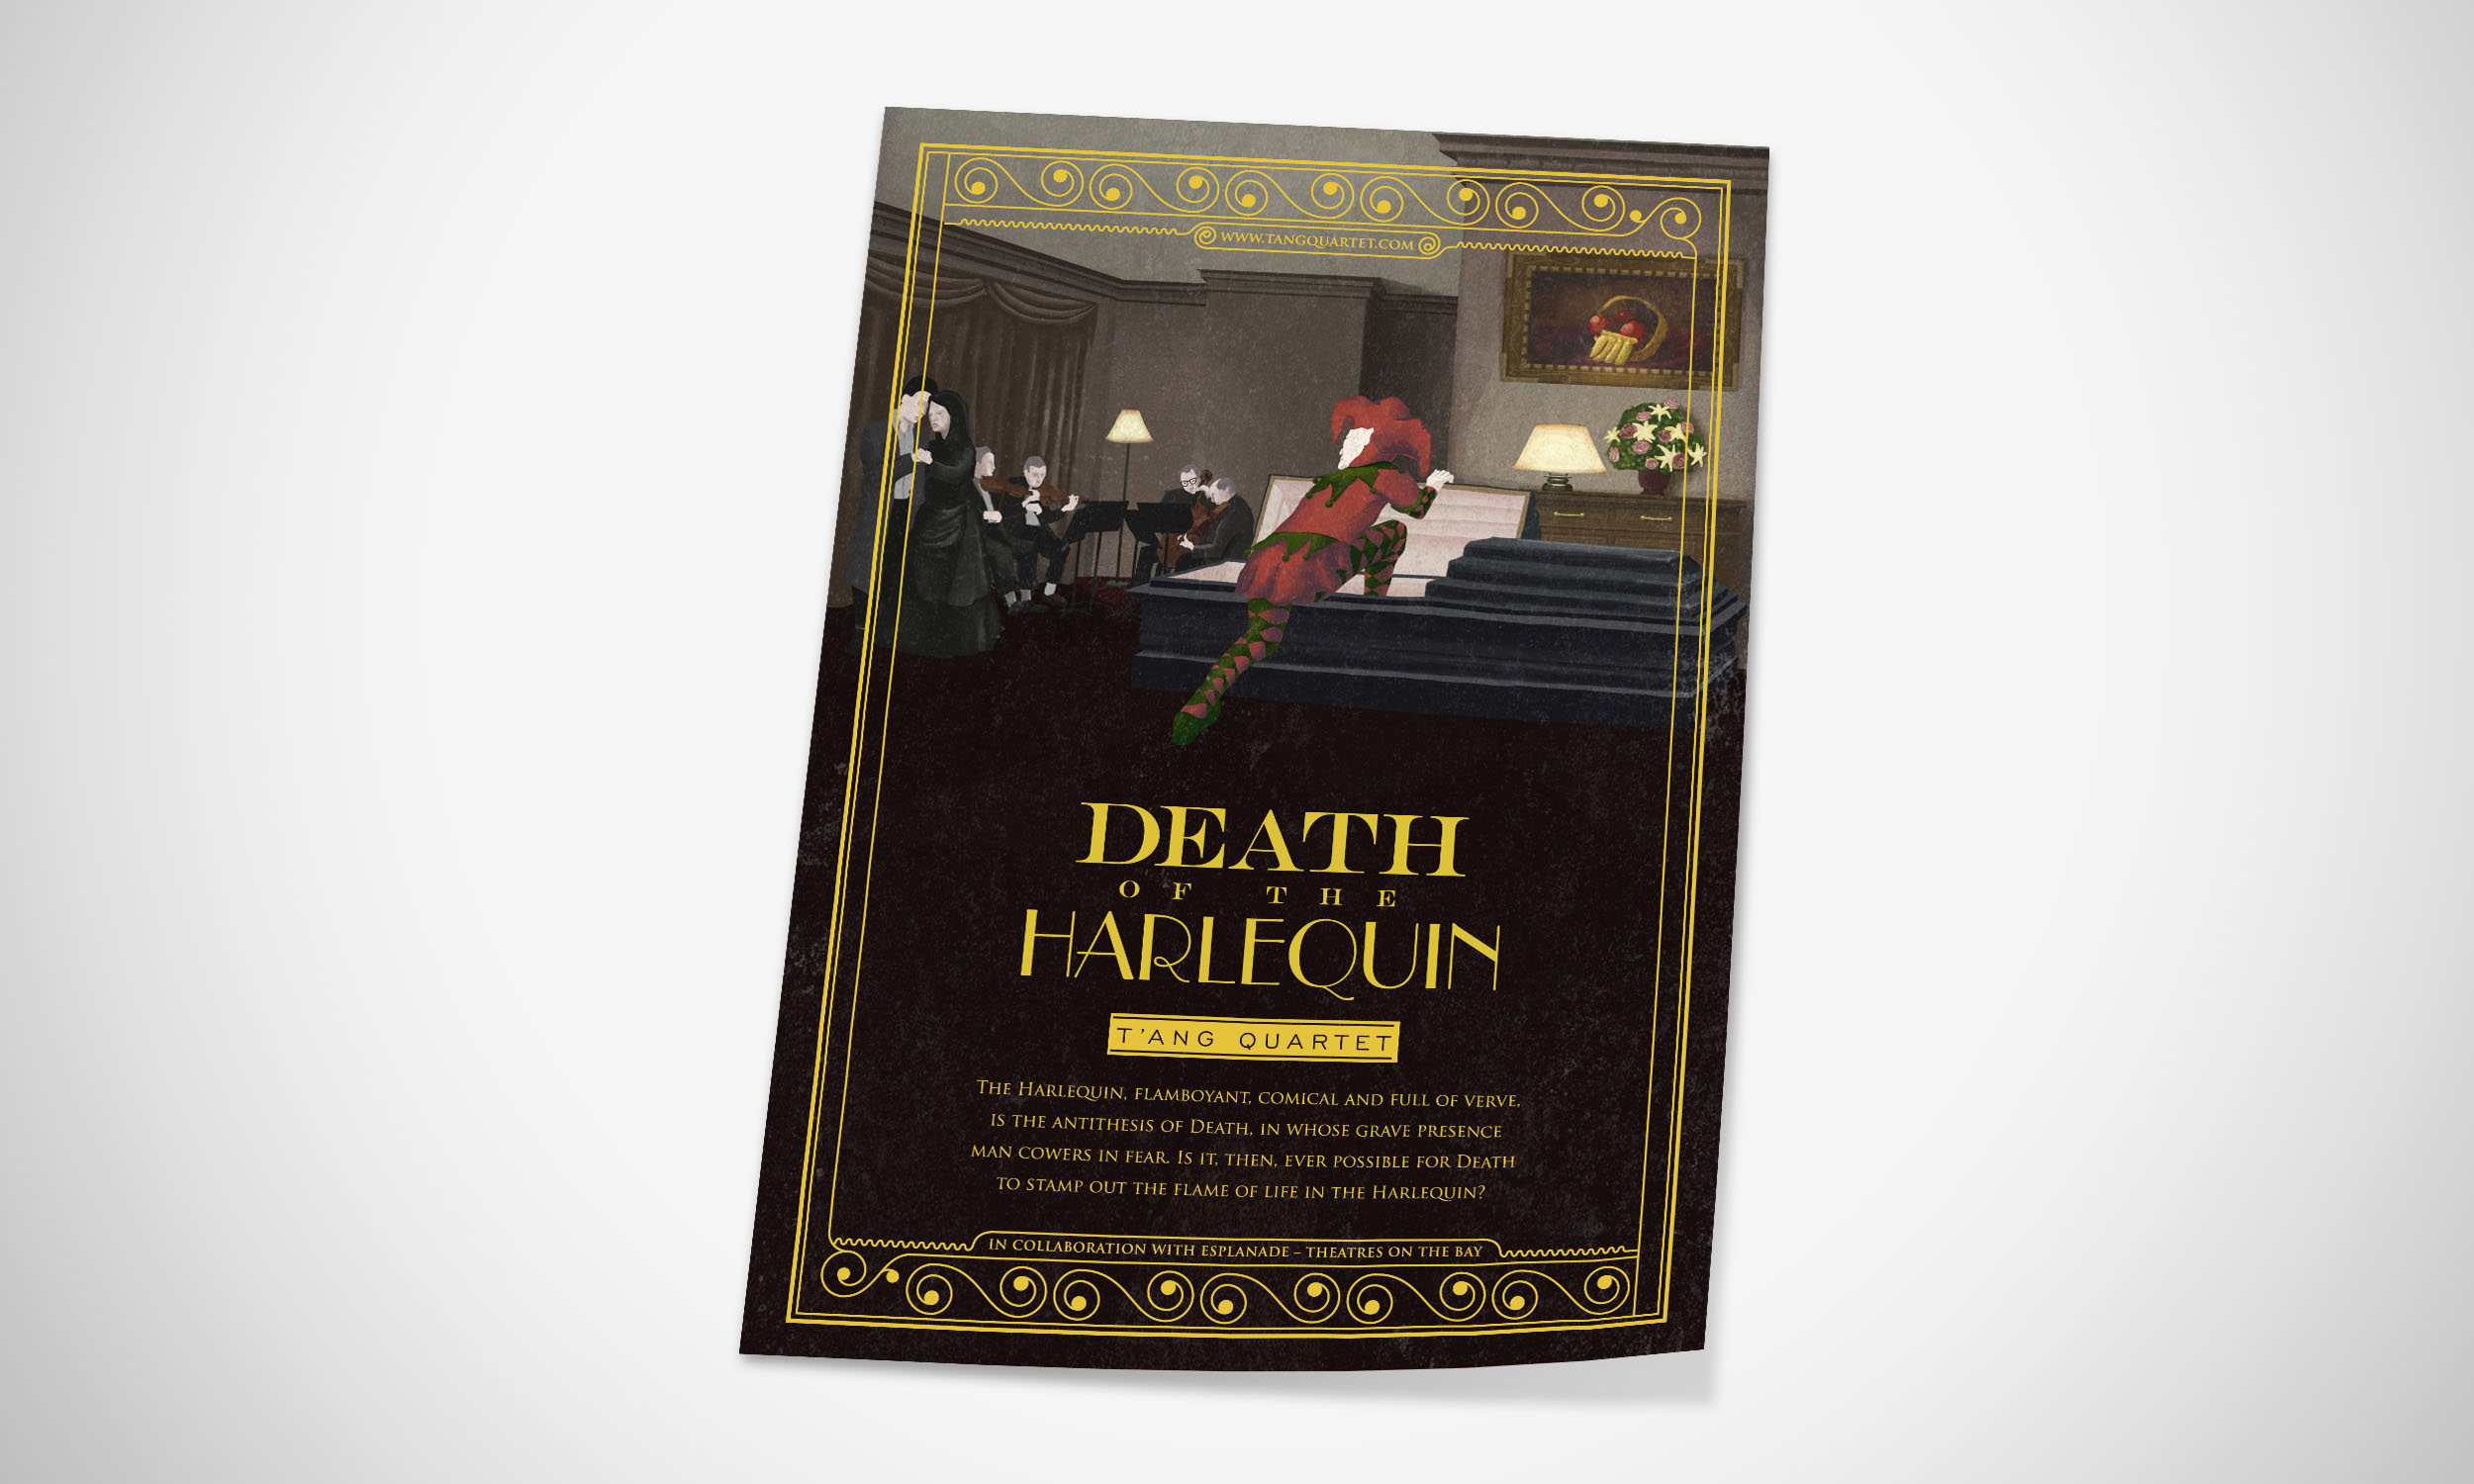 WWW.TANGQUARTET.COM
DEATH
OF THE
HARLEQUIN
T'ANG QUARTET
THE HARLEQUIN, FLAMBOYANT, COMICAL AND FULL OF VERVE,
IS THE ANTITHESIS OF DEATH, IN WHOSE GRAVE PRESENCE
MAN COWERS IN FEAR. IS IT, THEN, EVER POSSIBLE FOR DEATH
TO STAMP OUT THE FLAME OF LIFE IN THE HARLEQUIN?
IN COLLABORATION WITH ESPLANADE – THEATRES ON THE BAY